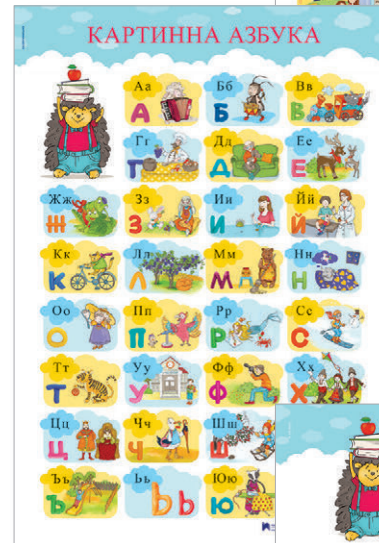 КАРТИННА АЗБУКА
Аа Бб Вв
А Б В
Гг Дд Ее
Г Д Е
Жж Зз Ии Йй
Ж З И Й
Кк Лл Мм Нн
К Л М Н
Оо Пп Рр Сс
О П Р С
Тт Уу Фф Хх
Т У Ф Х
Цц Чч Шш
Ц Ч Ш
Ъъ Ьь Юю
Ъ Ь Ь Ю